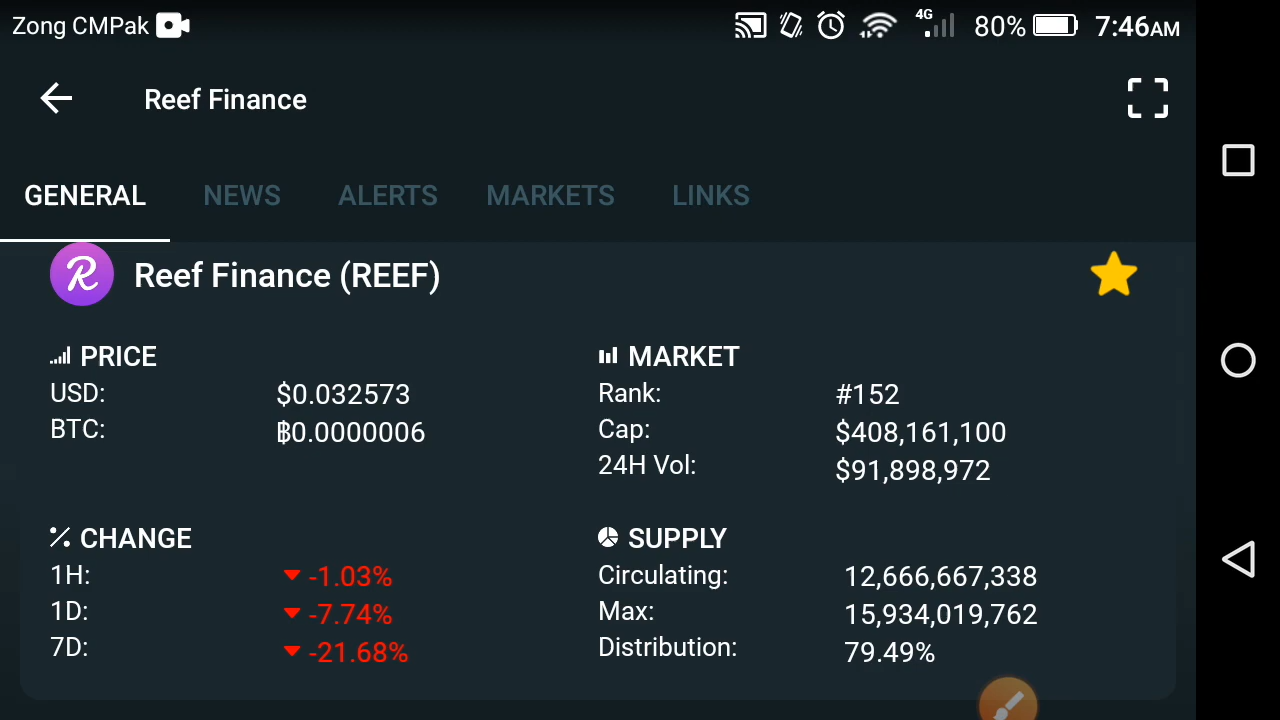 Zong CMPak 4G 80% 7:46AM
Reef Finance
GENERAL NEWS ALERTS MARKETS LINKS
Reef Finance (REEF)
PRICE
USD: $0.032573
BTC: ฿0.0000006
MARKET
Rank: #152
Cap: $408,161,100
24H Vol: $91,898,972
CHANGE
1H: -1.03%
1D: -7.74%
7D: -21.68%
SUPPLY
Circulating: 12,666,667,338
Max: 15,934,019,762
Distribution: 79.49%